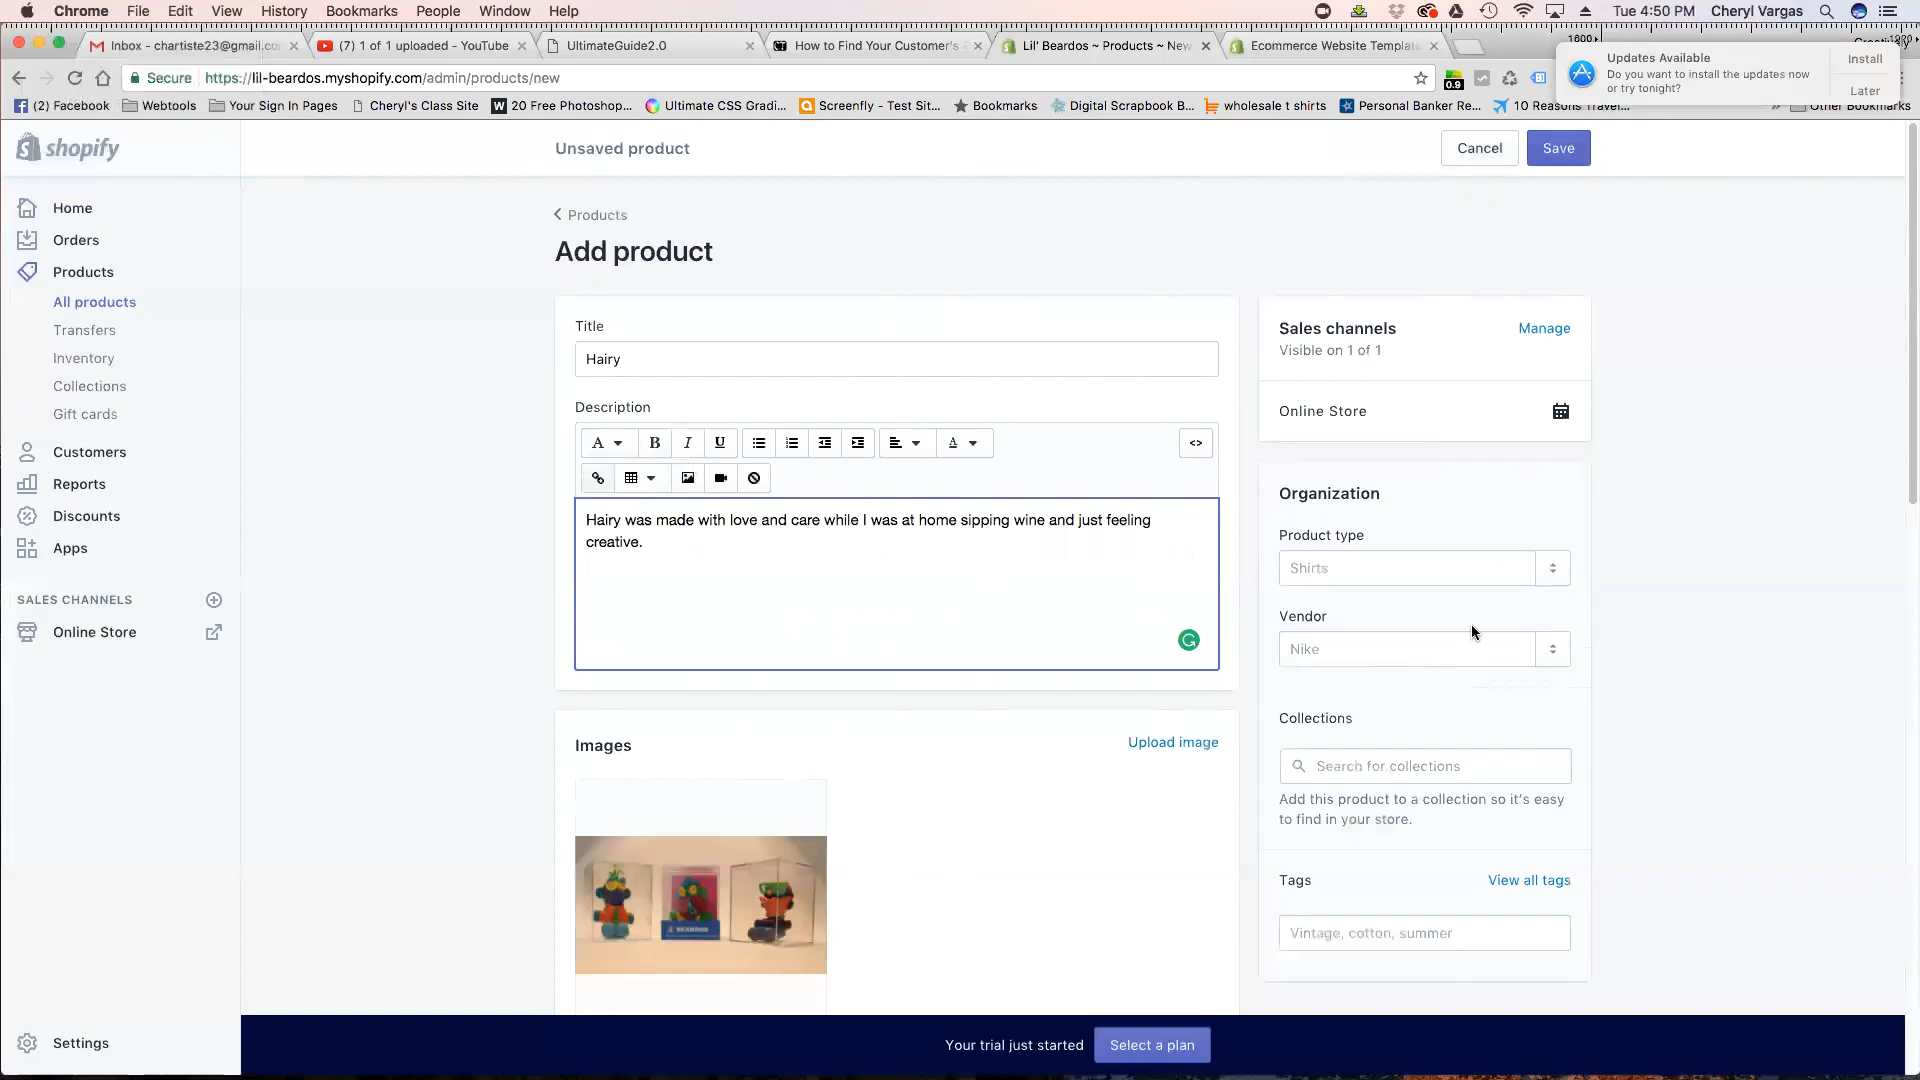 Chrome File Edit View History Bookmarks People Window Help Tue 4:50 PM Cheryl Vargas
Inbox - chartiste23@gmail.co (7) 1 of 1 uploaded - YouTube UltimateGuide2.0 How to Find Your Customer's Lil' Beardos ~ Products ~ New Ecommerce Website Templat
Updates Available
Do you want to install the updates now
or try tonight?
Install
Later
Secure https://lil-beardos.myshopify.com/admin/products/new
(2) Facebook Webtools Your Sign In Pages Cheryl's Class Site 20 Free Photoshop... Ultimate CSS Gradi... Screenfly - Test Sit... Bookmarks Digital Scrapbook B... wholesale t shirts Personal Banker Re... 10 Reasons Travel... Other Bookmarks
shopify
Unsaved product
Cancel
Save
Home
Orders
Products
All products
Transfers
Inventory
Collections
Gift cards
Customers
Reports
Discounts
Apps
SALES CHANNELS
Online Store
Settings
Products
Add product
Title
Hairy
Description
A B I U A <>
Hairy was made with love and care while I was at home sipping wine and just feeling
creative.
Images
Upload image
BEARDOS
Sales channels
Manage
Visible on 1 of 1
Online Store
Organization
Product type
Shirts
Vendor
Nike
Collections
Search for collections
Add this product to a collection so it's easy
to find in your store.
Tags
View all tags
Vintage, cotton, summer
Your trial just started
Select a plan